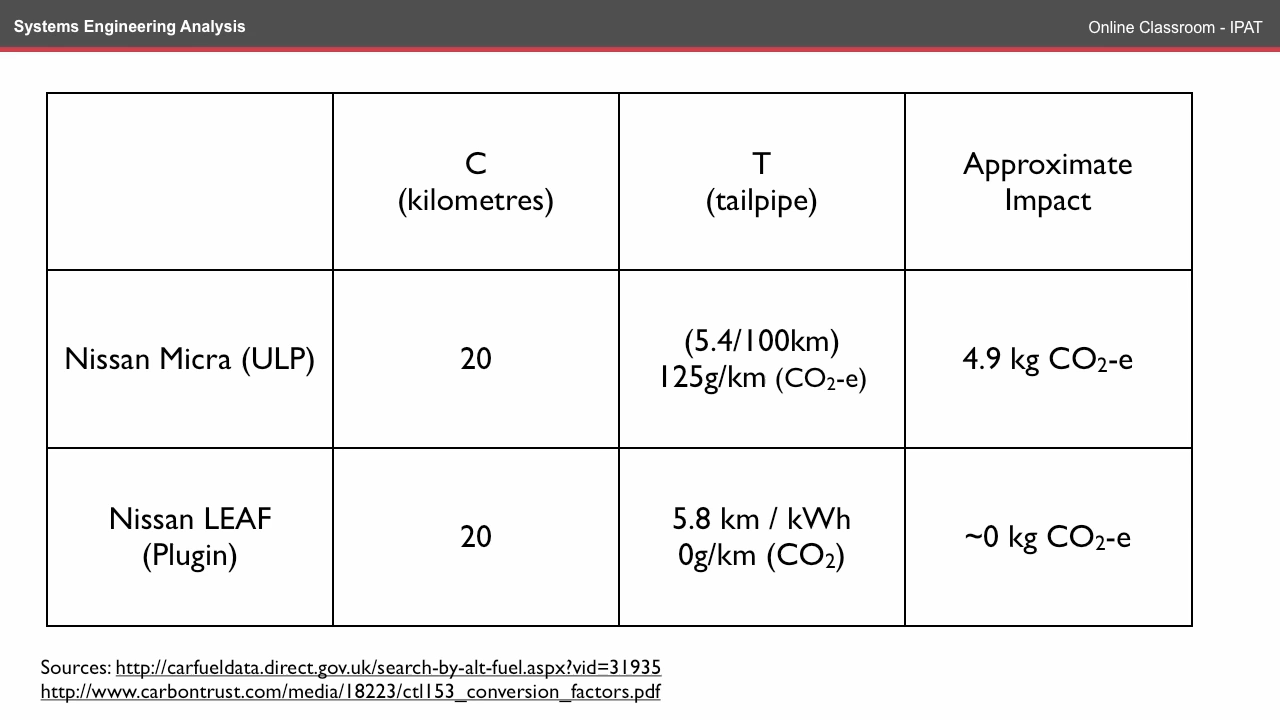 Systems Engineering Analysis
Online Classroom - IPAT
C
(kilometres)
T
(tailpipe)
Approximate
Impact
Nissan Micra (ULP)
20
(5.4/100km)
125g/km (CO₂-e)
4.9 kg CO₂-e
Nissan LEAF
(Plugin)
20
5.8 km / kWh
0g/km (CO₂)
~0 kg CO₂-e
Sources: http://carfueldata.direct.gov.uk/search-by-alt-fuel.aspx?vid=31935
http://www.carbontrust.com/media/18223/ctl153_conversion_factors.pdf